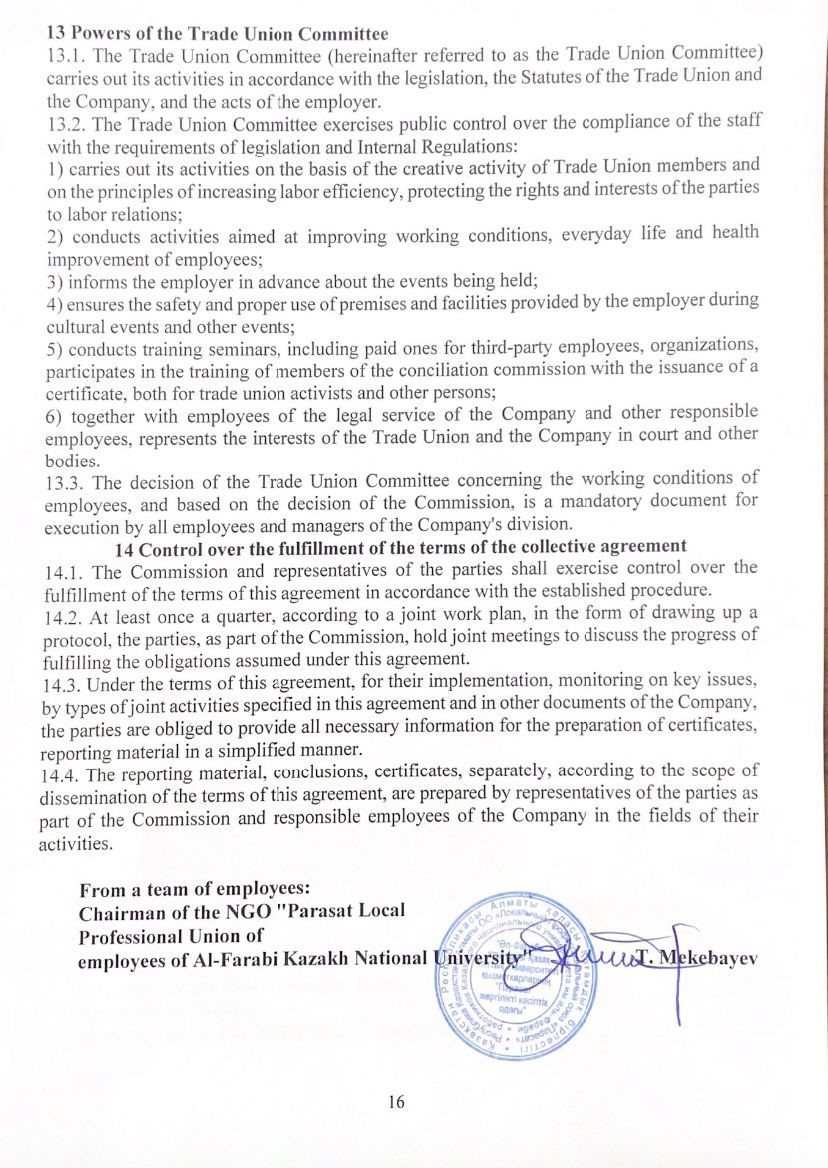 13 Powers of the Trade Union Committee
13.1. The Trade Union Committee (hereinafter referred to as the Trade Union Committee)
carries out its activities in accordance with the legislation, the Statutes of the Trade Union and
the Company, and the acts of the employer.
13.2. The Trade Union Committee exercises public control over the compliance of the staff
with the requirements of legislation and Internal Regulations:
1) carries out its activities on the basis of the creative activity of Trade Union members and
on the principles of increasing labor efficiency, protecting the rights and interests of the parties
to labor relations;
2) conducts activities aimed at improving working conditions, everyday life and health
improvement of employees;
3) informs the employer in advance about the events being held;
4) ensures the safety and proper use of premises and facilities provided by the employer during
cultural events and other events;
5) conducts training seminars, including paid ones for third-party employees, organizations,
participates in the training of members of the conciliation commission with the issuance of a
certificate, both for trade union activists and other persons;
6) together with employees of the legal service of the Company and other responsible
employees, represents the interests of the Trade Union and the Company in court and other
bodies.
13.3. The decision of the Trade Union Committee concerning the working conditions of
employees, and based on the decision of the Commission, is a mandatory document for
execution by all employees and managers of the Company's division.
14 Control over the fulfillment of the terms of the collective agreement
14.1. The Commission and representatives of the parties shall exercise control over the
fulfillment of the terms of this agreement in accordance with the established procedure.
14.2. At least once a quarter, according to a joint work plan, in the form of drawing up a
protocol, the parties, as part of the Commission, hold joint meetings to discuss the progress of
fulfilling the obligations assumed under this agreement.
14.3. Under the terms of this agreement, for their implementation, monitoring on key issues,
by types of joint activities specified in this agreement and in other documents of the Company,
the parties are obliged to provide all necessary information for the preparation of certificates,
reporting material in a simplified manner.
14.4. The reporting material, conclusions, certificates, separately, according to the scope of
dissemination of the terms of this agreement, are prepared by representatives of the parties as
part of the Commission and responsible employees of the Company in the fields of their
activities.
From a team of employees:
Chairman of the NGO "Parasat Local
Professional Union of
employees of Al-Farabi Kazakh National University" T. Mekebayev
қызметкерлерінің
жергілікті кәсіптік
одағы"
16